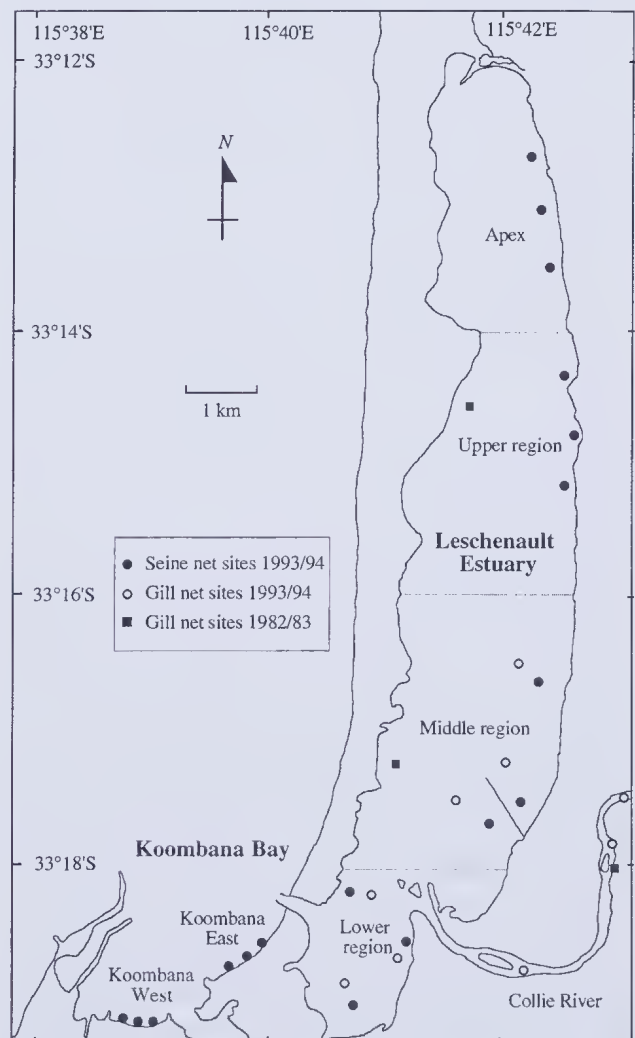 115°38'E
115°40'E
115°42'E
33°12'S
N
Apex
33°14'S
1 km
Upper region
Leschenault
Estuary
Seine net sites 1993/94
Gill net sites 1993/94
Gill net sites 1982/83
33°16'S
Middle region
Koombana Bay
33°18'S
Koombana
East
Lower
region
Koombana
West
Collie River